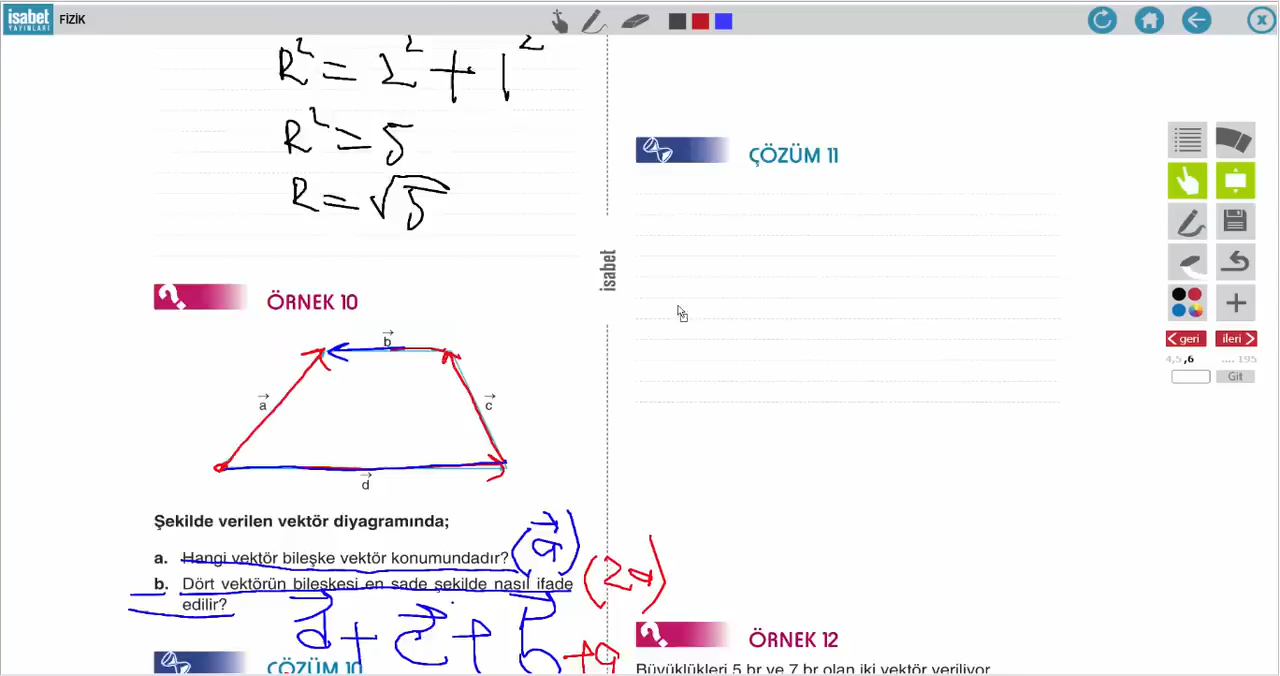 isabet
YAYINLARI
FİZİK
R² = 2² + 1²
R² = 5
R = √5
ÖRNEK 10
b
a
c
d
Şekilde verilen vektör diyagramında;
a. Hangi vektör bileşke vektör konumundadır? (a)
b. Dört vektörün bileşkesi en sade şekilde nasıl ifade (2a)
edilir?
d + c + b + a
ÇÖZÜM 10
isabet
ÇÖZÜM 11
ÖRNEK 12
Büyüklükleri 5 br ve 7 br olan iki vektör veriliyor
geri
ileri
4,5,6
.... 195
Git